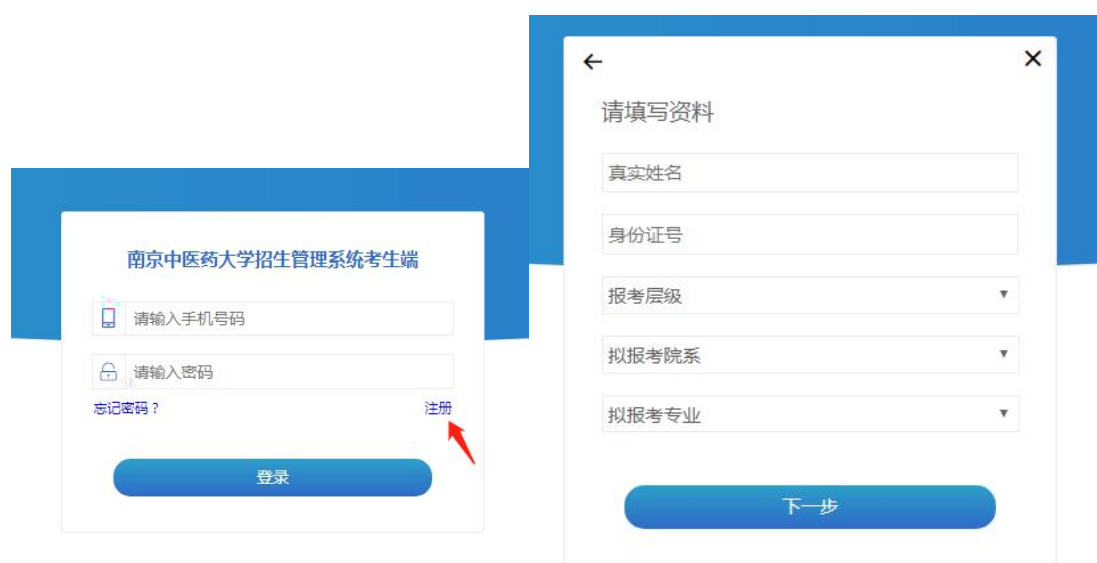 南京中医药大学招生管理系统考生端
请输入手机号码
请输入密码
忘记密码？ 注册
登录
请填写资料
真实姓名
身份证号
报考层级
拟报考院系
拟报考专业
下一步